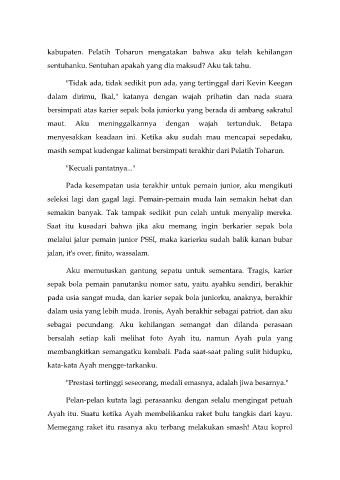 kabupaten. Pelatih Toharun mengatakan bahwa aku telah kehilangan
sentuhanku. Sentuhan apakah yang dia maksud? Aku tak tahu.
"Tidak ada, tidak sedikit pun ada, yang tertinggal dari Kevin Keegan
dalam dirimu, Ikal," katanya dengan wajah prihatin dan nada suara
bersimpati atas karier sepak bola juniorku yang berada di ambang sakratul
maut. Aku meninggalkannya dengan wajah tertunduk. Betapa
menyesakkan keadaan ini. Ketika aku sudah mau mencapai sepedaku,
masih sempat kudengar kalimat bersimpati terakhir dari Pelatih Toharun.
"Kecuali pantatnya..."
Pada kesempatan usia terakhir untuk pemain junior, aku mengikuti
seleksi lagi dan gagal lagi. Pemain-pemain muda lain semakin hebat dan
semakin banyak. Tak tampak sedikit pun celah untuk menyalip mereka.
Saat itu kusadari bahwa jika aku memang ingin berkarier sepak bola
melalui jalur pemain junior PSSI, maka karierku sudah balik kanan bubar
jalan, it's over, finito, wassalam.
Aku memutuskan gantung sepatu untuk sementara. Tragis, karier
sepak bola pemain panutanku nomor satu, yaitu ayahku sendiri, berakhir
pada usia sangat muda, dan karier sepak bola juniorku, anaknya, berakhir
dalam usia yang lebih muda. Ironis, Ayah berakhir sebagai patriot, dan aku
sebagai pecundang. Aku kehilangan semangat dan dilanda perasaan
bersalah setiap kali melihat foto Ayah itu, namun Ayah pula yang
membangkitkan semangatku kembali. Pada saat-saat paling sulit hidupku,
kata-kata Ayah mengge-tarkanku.
"Prestasi tertinggi seseorang, medali emasnya, adalah jiwa besarnya."
Pelan-pelan kutata lagi perasaanku dengan selalu mengingat petuah
Ayah itu. Suatu ketika Ayah membelikanku raket bulu tangkis dari kayu.
Memegang raket itu rasanya aku terbang melakukan smash! Atau koprol